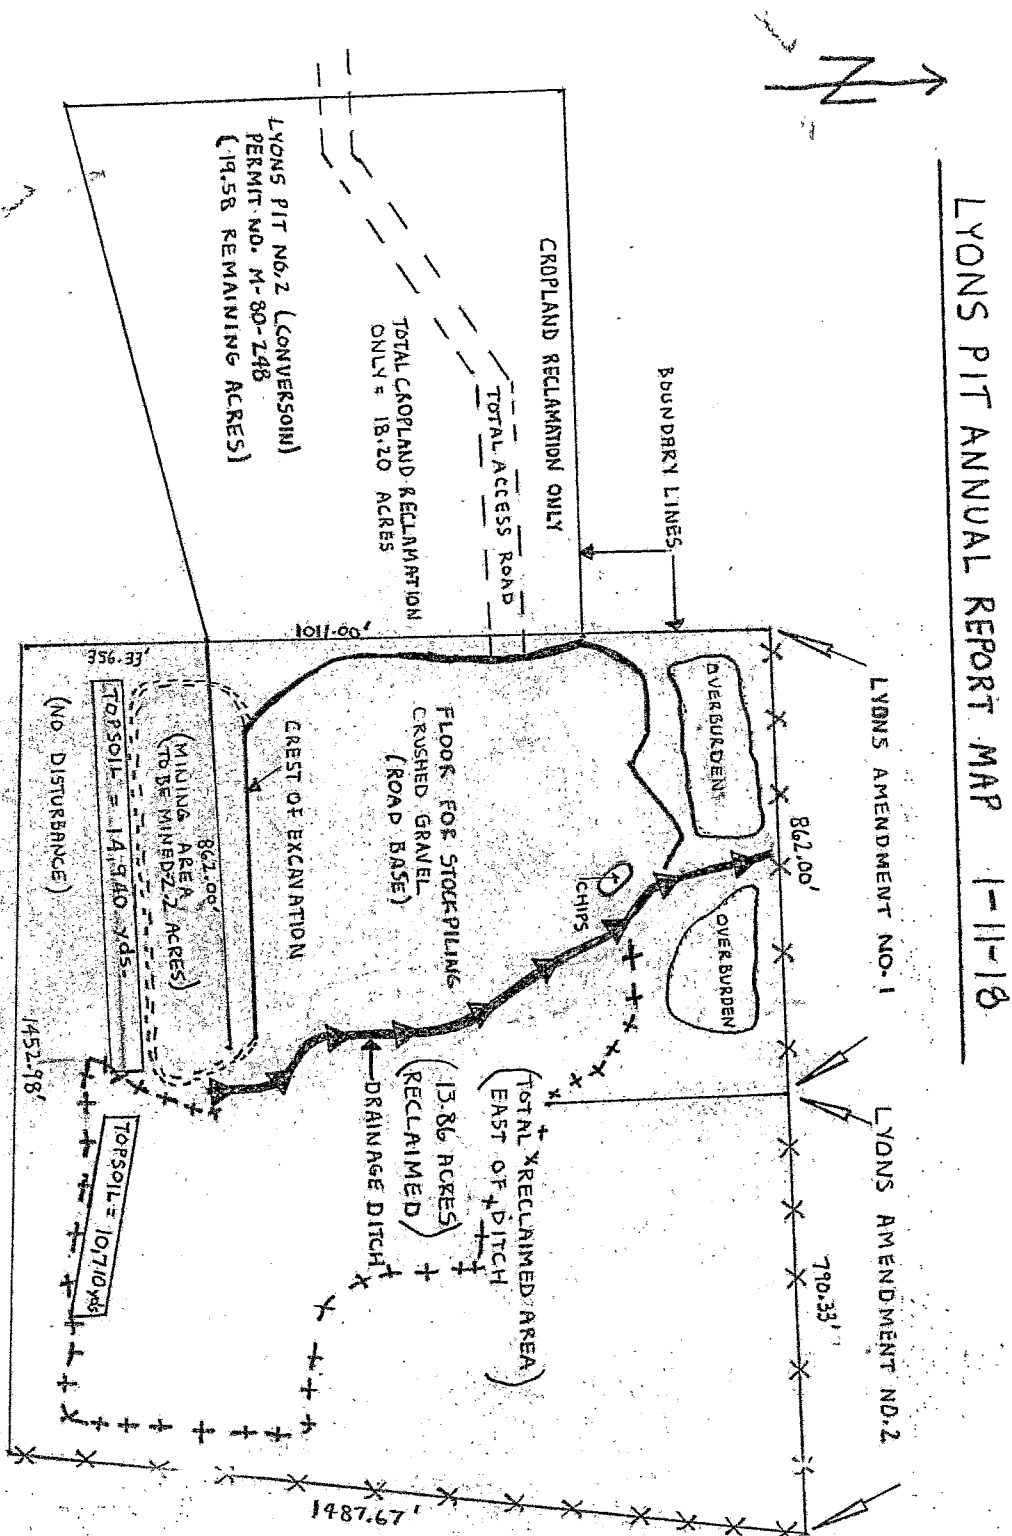 LYONS PIT ANNUAL REPORT MAP 1-11-18
N
LYONS AMENDMENT NO.1
LYONS AMENDMENT NO.2
862.00'
790.33'
BOUNDARY LINES
OVERBURDEN
OVERBURDEN
CROPLAND RECLAMATION ONLY
TOTAL ACCESS ROAD
TOTAL CROPLAND RECLAMATION
ONLY = 18.20 ACRES
LYONS PIT NO.2 (CONVERSOIN)
PERMIT NO. M-80-248
(19.58 REMAINING ACRES)
1011.00'
356.33'
CHIPS
FLOOR FOR STOCKPILING
CRUSHED GRAVEL
(ROAD BASE)
CREST OF EXCAVATION
862.00'
(MINING AREA
TO BE MINED 2.2 ACRES)
TOPSOIL = 14,940 yds.
(NO DISTURBANCE)
(TOTAL RECLAIMED AREA
EAST OF DITCH)
(13.86 ACRES
RECLAIMED)
DRAINAGE DITCH
TOPSOIL = 10,710 yds
1452.98'
1487.67'